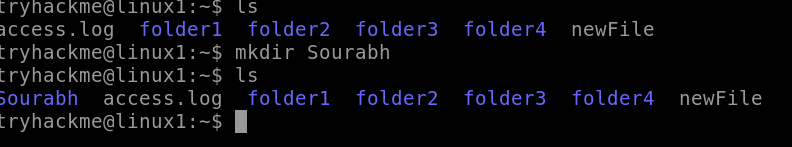 tryhackme@linux1:~$ ls
access.log folder1 folder2 folder3 folder4 newFile
tryhackme@linux1:~$ mkdir Sourabh
tryhackme@linux1:~$ ls
Sourabh access.log folder1 folder2 folder3 folder4 newFile
tryhackme@linux1:~$